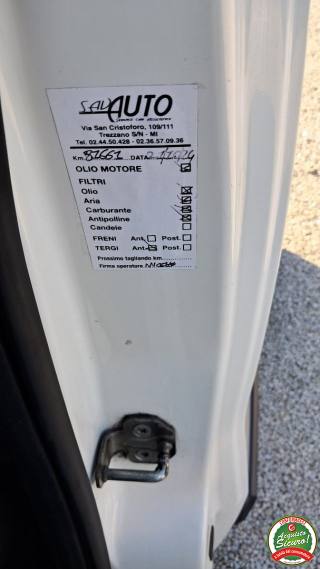 SAV AUTO
Via San Cristoforo, 109/111
Trezzano S/N - MI
Tel. 02.44.50.428 - 02.36.57.09.36
Km. 87661 DATA
OLIO MOTORE
FILTRI
Olio
Aria
Carburante
Antipolline
Candele
FRENI Ant. Post.
TERGI Ant. Post.
Prossimo tagliando km
Firma operatore
Acquisto
Sicuro!